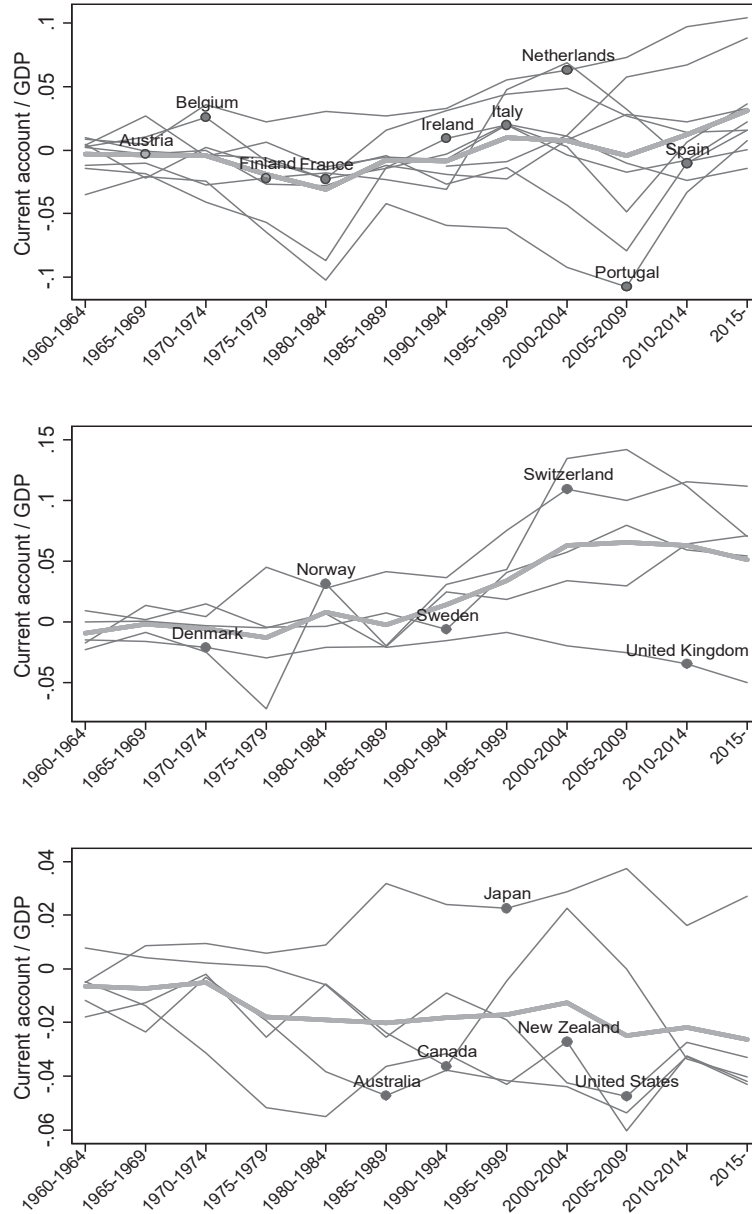 Current account / GDP
.1
.05
0
-.05
-.1
Netherlands
Belgium
Ireland
Italy
Austria
Finland
France
Spain
Portugal
1960-1964
1965-1969
1970-1974
1975-1979
1980-1984
1985-1989
1990-1994
1995-1999
2000-2004
2005-2009
2010-2014
2015-
Current account / GDP
.15
.1
.05
0
-.05
Switzerland
Norway
Sweden
Denmark
United Kingdom
1960-1964
1965-1969
1970-1974
1975-1979
1980-1984
1985-1989
1990-1994
1995-1999
2000-2004
2005-2009
2010-2014
2015-
Current account / GDP
.04
.02
0
-.02
-.04
-.06
Japan
New Zealand
Canada
Australia
United States
1960-1964
1965-1969
1970-1974
1975-1979
1980-1984
1985-1989
1990-1994
1995-1999
2000-2004
2005-2009
2010-2014
2015-